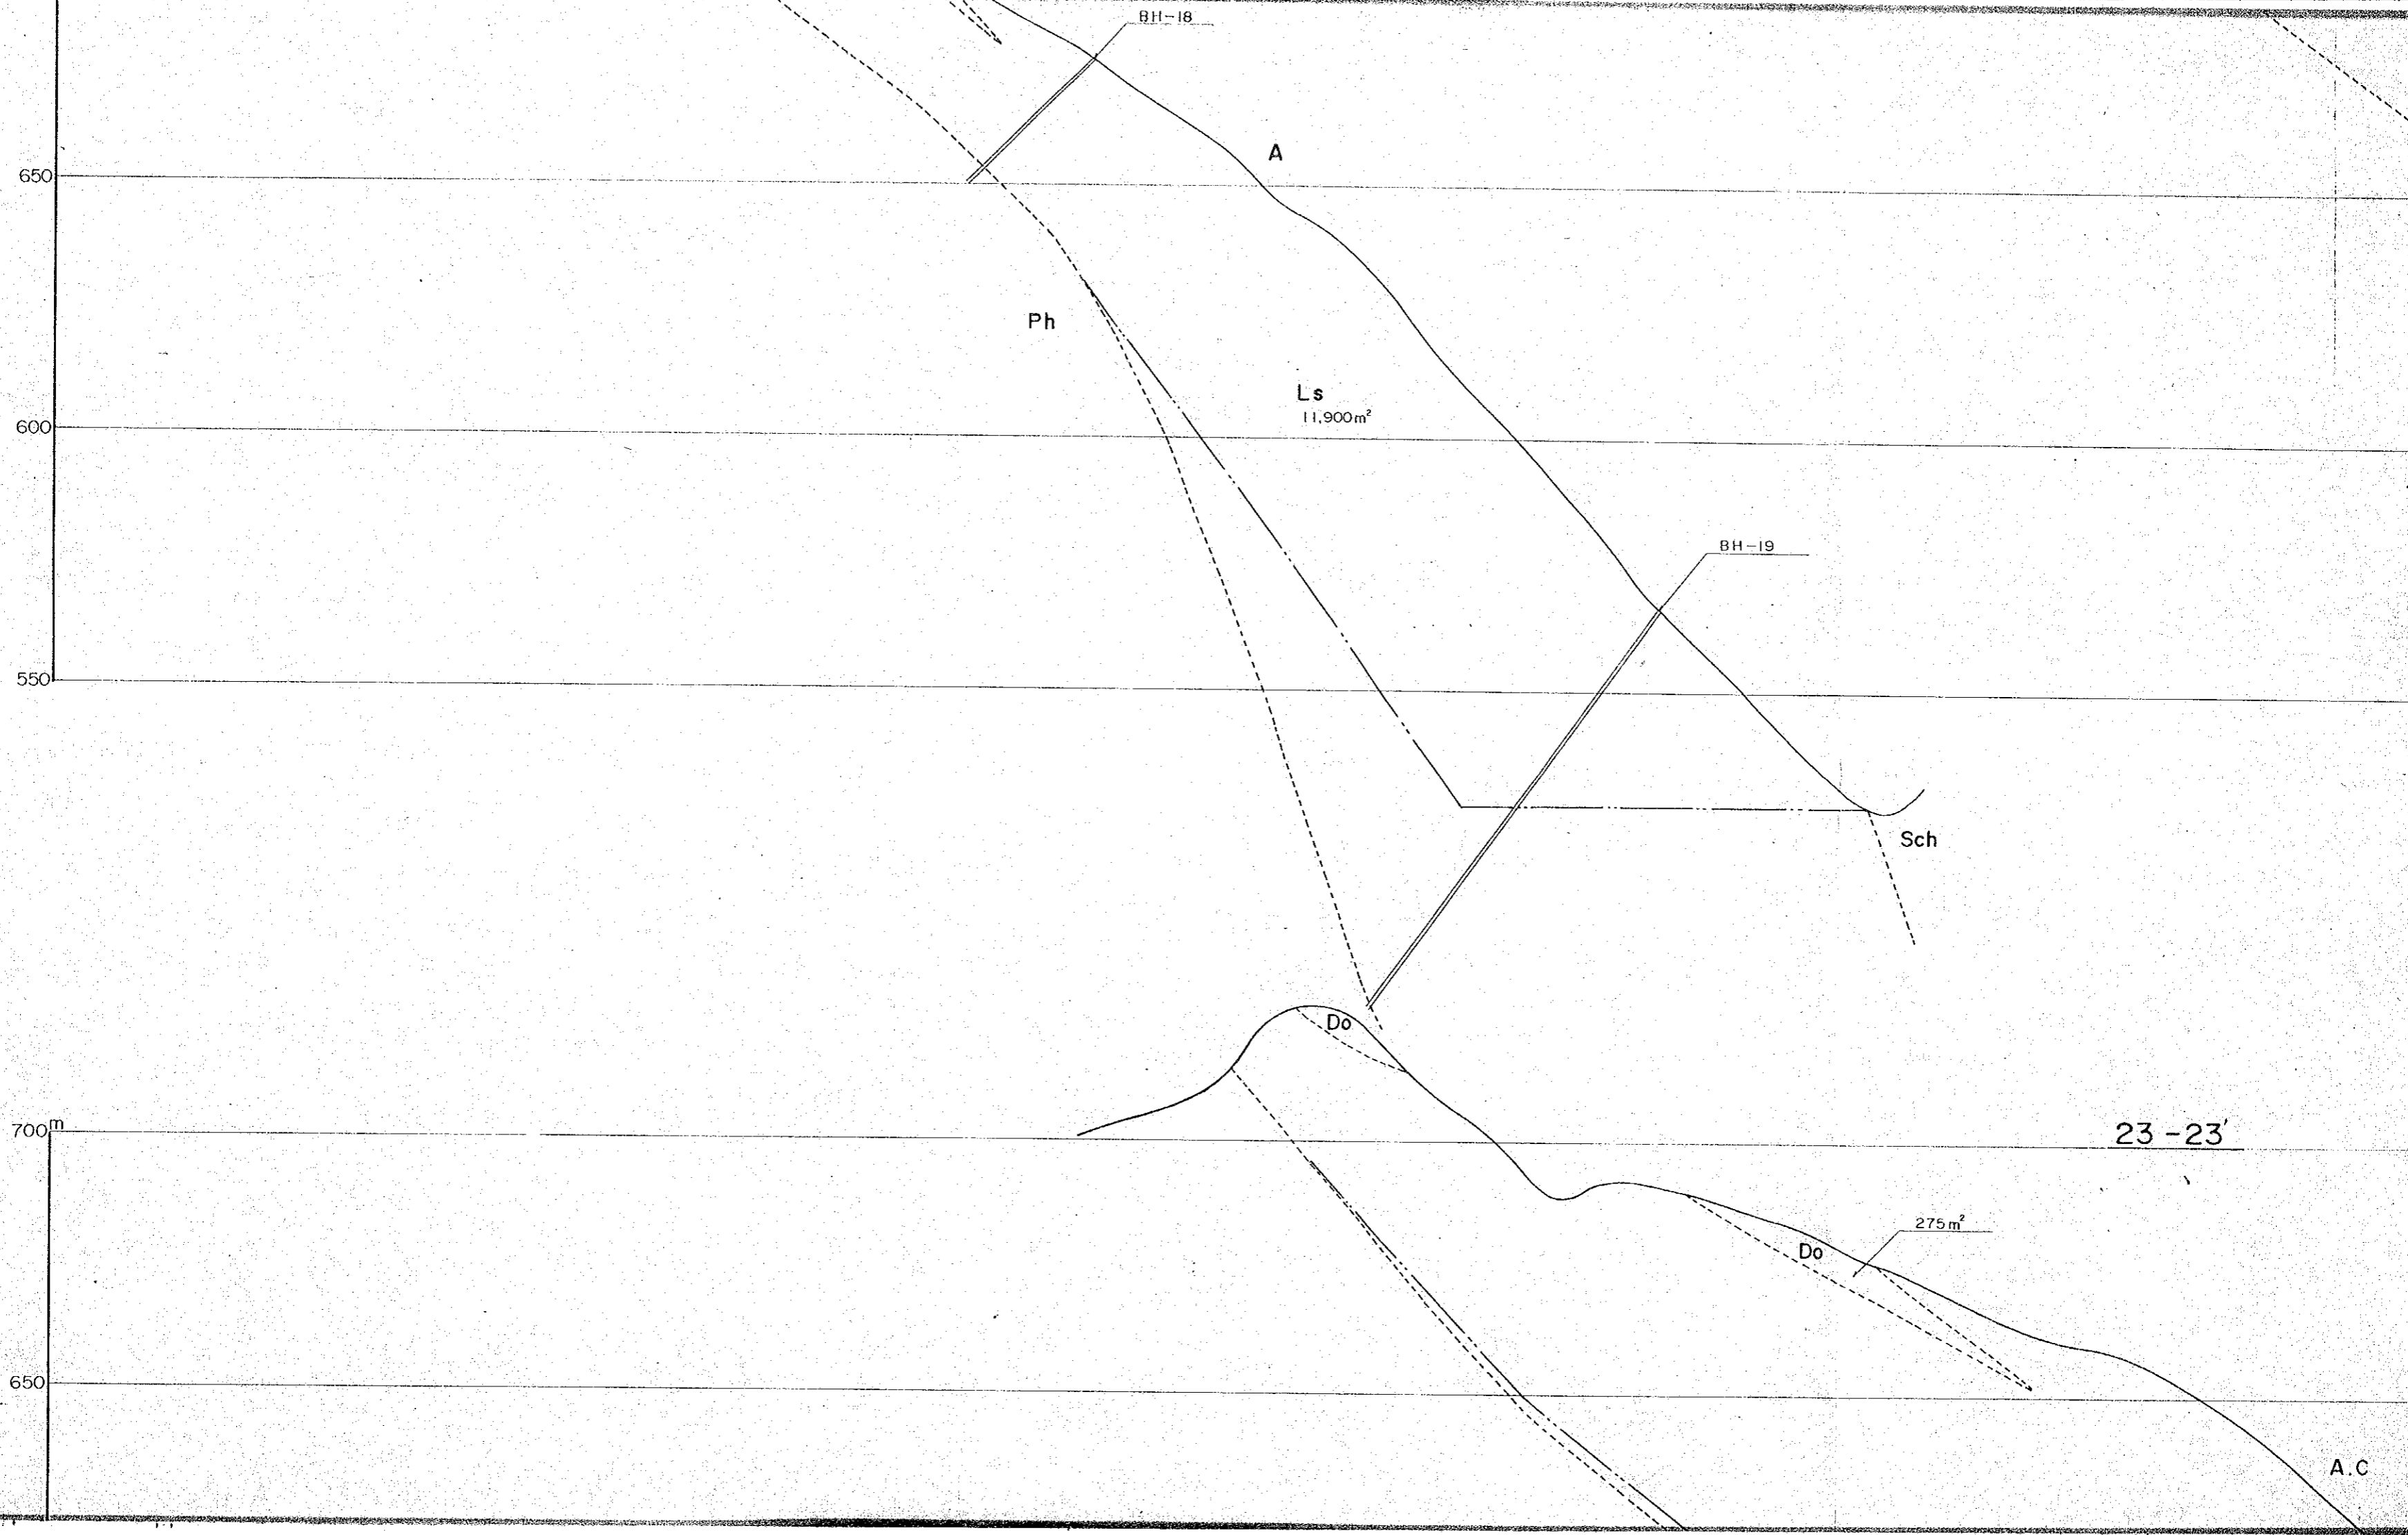 BH-18
A
650
Ph
Ls
11,900m²
600
BH-19
550
Sch
Do
700m
23-23'
275m²
Do
650
A.C